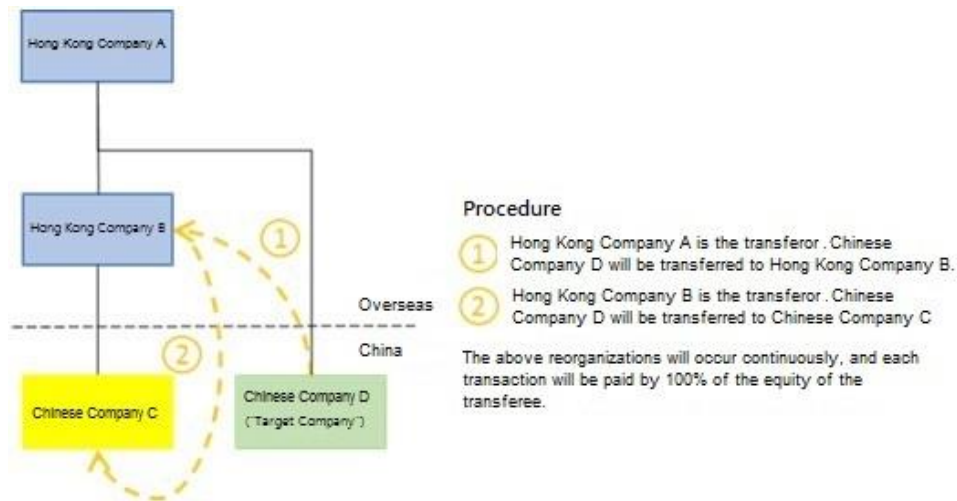 Hong Kong Company A
Hong Kong Company B
①
Overseas
China
②
Chinese Company C
Chinese Company D
("Target Company")
Procedure
① Hong Kong Company A is the transferor . Chinese
Company D will be transferred to Hong Kong Company B.
② Hong Kong Company B is the transferor . Chinese
Company D will be transferred to Chinese Company C
The above reorganizations will occur continuously, and each
transaction will be paid by 100% of the equity of the
transferee.